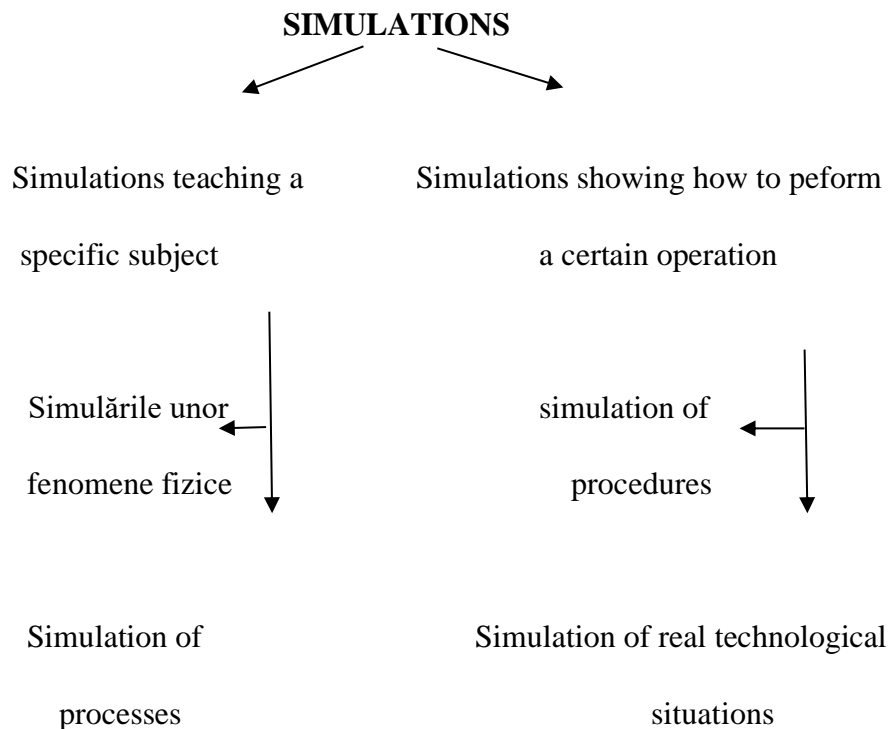 SIMULATIONS
Simulations teaching a
specific subject
Simulations showing how to peform
a certain operation
Simulările unor
fenomene fizice
simulation of
procedures
Simulation of
processes
Simulation of real technological
situations